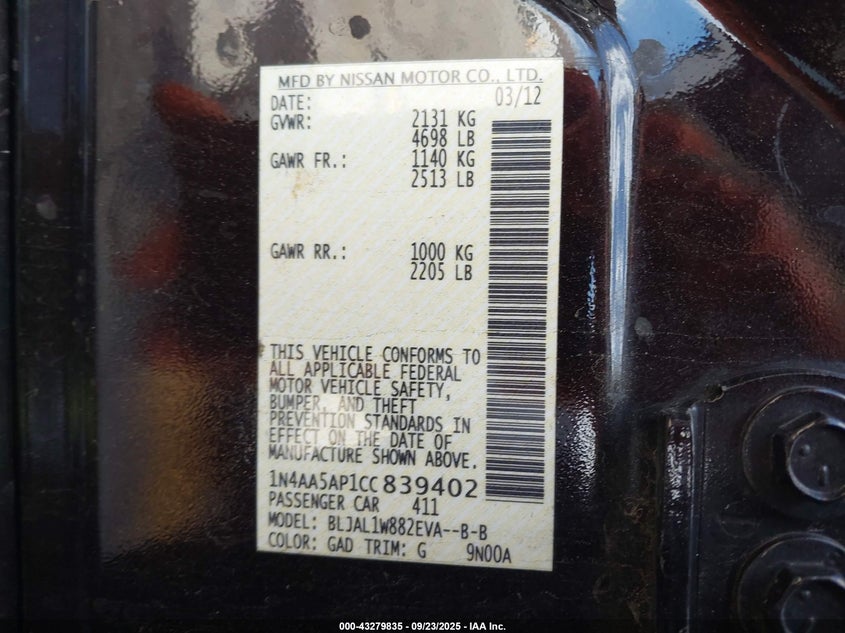 MFD BY NISSAN MOTOR CO., LTD.
DATE: 03/12
GVWR: 2131 KG
4698 LB
GAWR FR.: 1140 KG
2513 LB
GAWR RR.: 1000 KG
2205 LB
THIS VEHICLE CONFORMS TO
ALL APPLICABLE FEDERAL
MOTOR VEHICLE SAFETY,
BUMPER, AND THEFT
PREVENTION STANDARDS IN
EFFECT ON THE DATE OF
MANUFACTURE SHOWN ABOVE.
1N4AA5AP1CC839402
PASSENGER CAR 411
MODEL: BLJAL1W882EVA--B-B
COLOR: GAD TRIM: G 9N00A
000-43279835 - 09/23/2025 - IAA Inc.